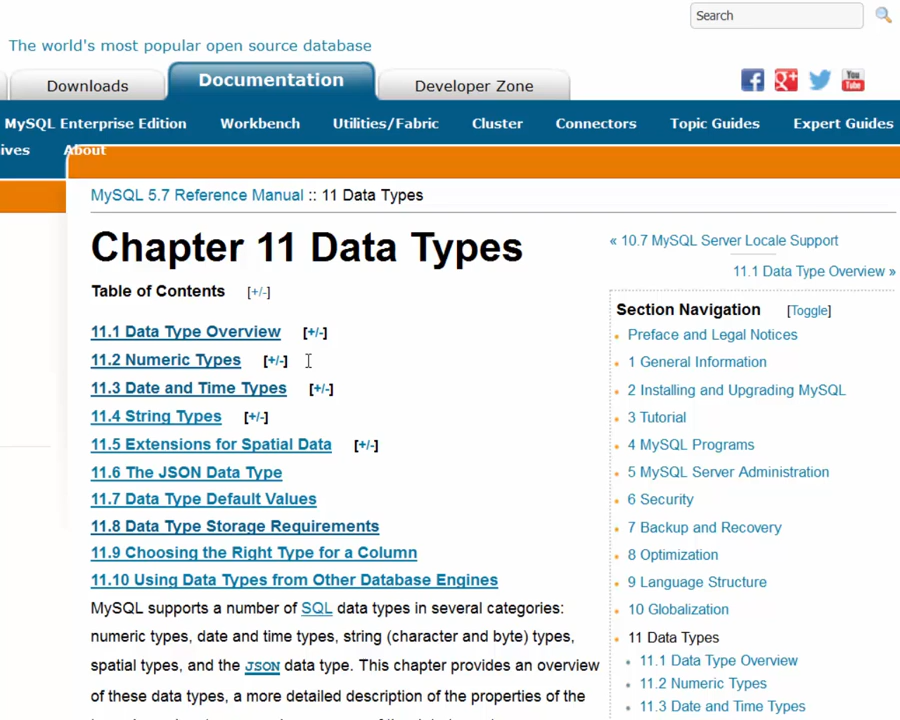 Search
The world's most popular open source database
Downloads
Documentation
Developer Zone
You Tube
MySQL Enterprise Edition Workbench Utilities/Fabric Cluster Connectors Topic Guides Expert Guides
ives About
MySQL 5.7 Reference Manual :: 11 Data Types
Chapter 11 Data Types
Table of Contents [+/-]
11.1 Data Type Overview [+/-]
11.2 Numeric Types [+/-]
11.3 Date and Time Types [+/-]
11.4 String Types [+/-]
11.5 Extensions for Spatial Data [+/-]
11.6 The JSON Data Type
11.7 Data Type Default Values
11.8 Data Type Storage Requirements
11.9 Choosing the Right Type for a Column
11.10 Using Data Types from Other Database Engines
MySQL supports a number of SQL data types in several categories:
numeric types, date and time types, string (character and byte) types,
spatial types, and the JSON data type. This chapter provides an overview
of these data types, a more detailed description of the properties of the
« 10.7 MySQL Server Locale Support
11.1 Data Type Overview »
Section Navigation [Toggle]
Preface and Legal Notices
1 General Information
2 Installing and Upgrading MySQL
3 Tutorial
4 MySQL Programs
5 MySQL Server Administration
6 Security
7 Backup and Recovery
8 Optimization
9 Language Structure
10 Globalization
11 Data Types
11.1 Data Type Overview
11.2 Numeric Types
11.3 Date and Time Types